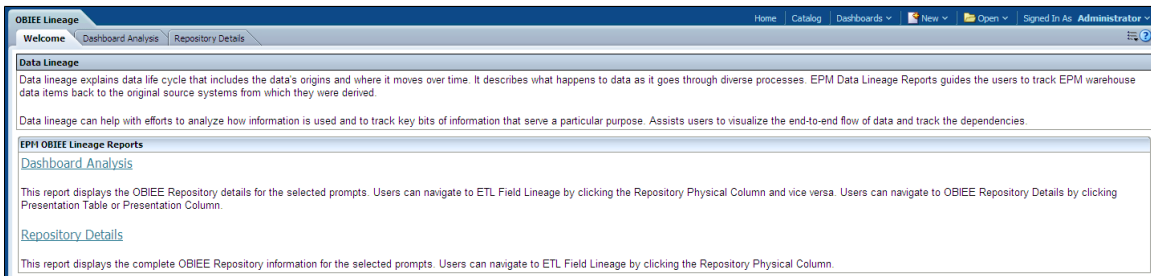 OBIEE Lineage
Home Catalog Dashboards New Open Signed In As Administrator
Welcome Dashboard Analysis Repository Details
Data Lineage
Data lineage explains data life cycle that includes the data's origins and where it moves over time. It describes what happens to data as it goes through diverse processes. EPM Data Lineage Reports guides the users to track EPM warehouse
data items back to the original source systems from which they were derived.
Data lineage can help with efforts to analyze how information is used and to track key bits of information that serve a particular purpose. Assists users to visualize the end-to-end flow of data and track the dependencies.
EPM OBIEE Lineage Reports
Dashboard Analysis
This report displays the OBIEE Repository details for the selected prompts. Users can navigate to ETL Field Lineage by clicking the Repository Physical Column and vice versa. Users can navigate to OBIEE Repository Details by clicking
Presentation Table or Presentation Column.
Repository Details
This report displays the complete OBIEE Repository information for the selected prompts. Users can navigate to ETL Field Lineage by clicking the Repository Physical Column.